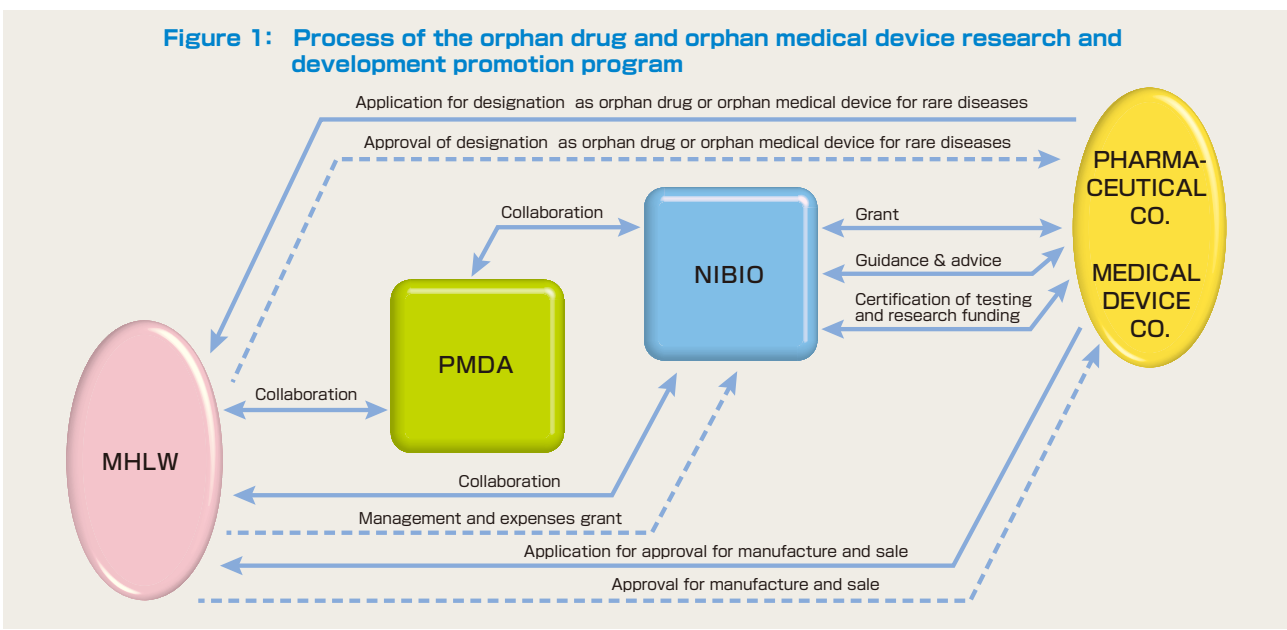 Figure 1: Process of the orphan drug and orphan medical device research and
development promotion program
Application for designation as orphan drug or orphan medical device for rare diseases
Approval of designation as orphan drug or orphan medical device for rare diseases
PHARMA-
CEUTICAL
CO.
MEDICAL
DEVICE
CO.
Collaboration
NIBIO
Grant
Guidance & advice
Certification of testing
and research funding
PMDA
Collaboration
MHLW
Collaboration
Management and expenses grant
Application for approval for manufacture and sale
Approval for manufacture and sale